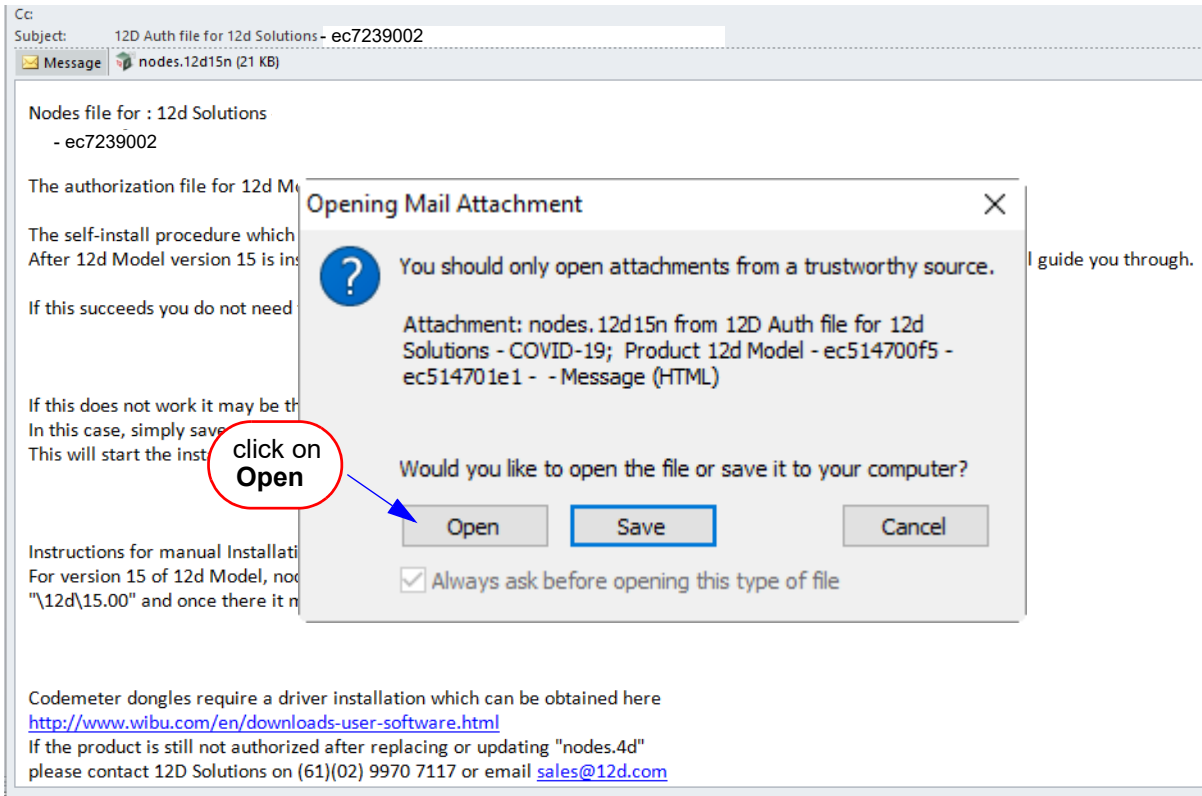 Cc:
Subject: 12D Auth file for 12d Solutions - ec7239002
Message nodes.12d15n (21 KB)
Nodes file for : 12d Solutions
- ec7239002
The authorization file for 12d M
The self-install procedure which
After 12d Model version 15 is ins
l guide you through.
If this succeeds you do not need
If this does not work it may be th
In this case, simply save
This will start the inst
Instructions for manual Installati
For version 15 of 12d Model, nod
"\12d\15.00" and once there it m
Opening Mail Attachment
You should only open attachments from a trustworthy source.
Attachment: nodes.12d15n from 12D Auth file for 12d
Solutions - COVID-19; Product 12d Model - ec514700f5 -
ec514701e1 - - Message (HTML)
Would you like to open the file or save it to your computer?
click on
Open
Open Save Cancel
Always ask before opening this type of file
Codemeter dongles require a driver installation which can be obtained here
http://www.wibu.com/en/downloads-user-software.html
If the product is still not authorized after replacing or updating "nodes.4d"
please contact 12D Solutions on (61)(02) 9970 7117 or email sales@12d.com